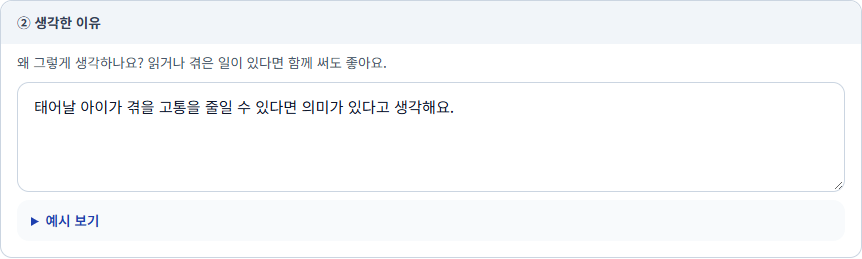 ② 생각한 이유
왜 그렇게 생각하나요? 읽거나 겪은 일이 있다면 함께 써도 좋아요.
태어날 아이가 겪을 고통을 줄일 수 있다면 의미가 있다고 생각해요.
▶ 예시 보기